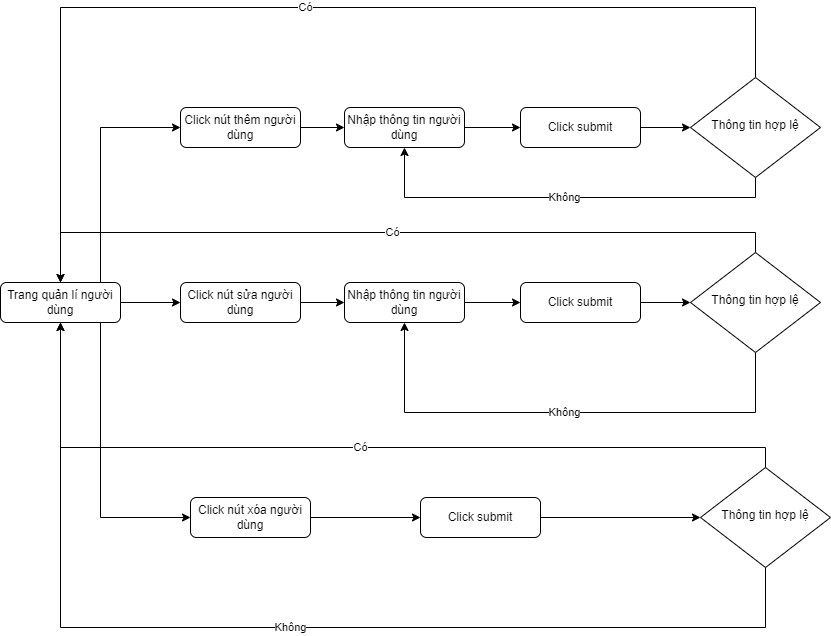 Có
Click nút thêm người
dùng
Nhập thông tin người
dùng
Click submit
Thông tin hợp lệ
Không
Có
Trang quản lí người
dùng
Click nút sửa người
dùng
Nhập thông tin người
dùng
Click submit
Thông tin hợp lệ
Không
Có
Click nút xóa người
dùng
Click submit
Thông tin hợp lệ
Không